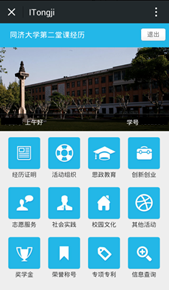 ITongji
同济大学第二堂课经历
退出
上午好
学号
经历证明 活动组织 思政教育 创新创业
志愿服务 社会实践 校园文化 其他活动
奖学金 荣誉称号 专项专利 信息查询